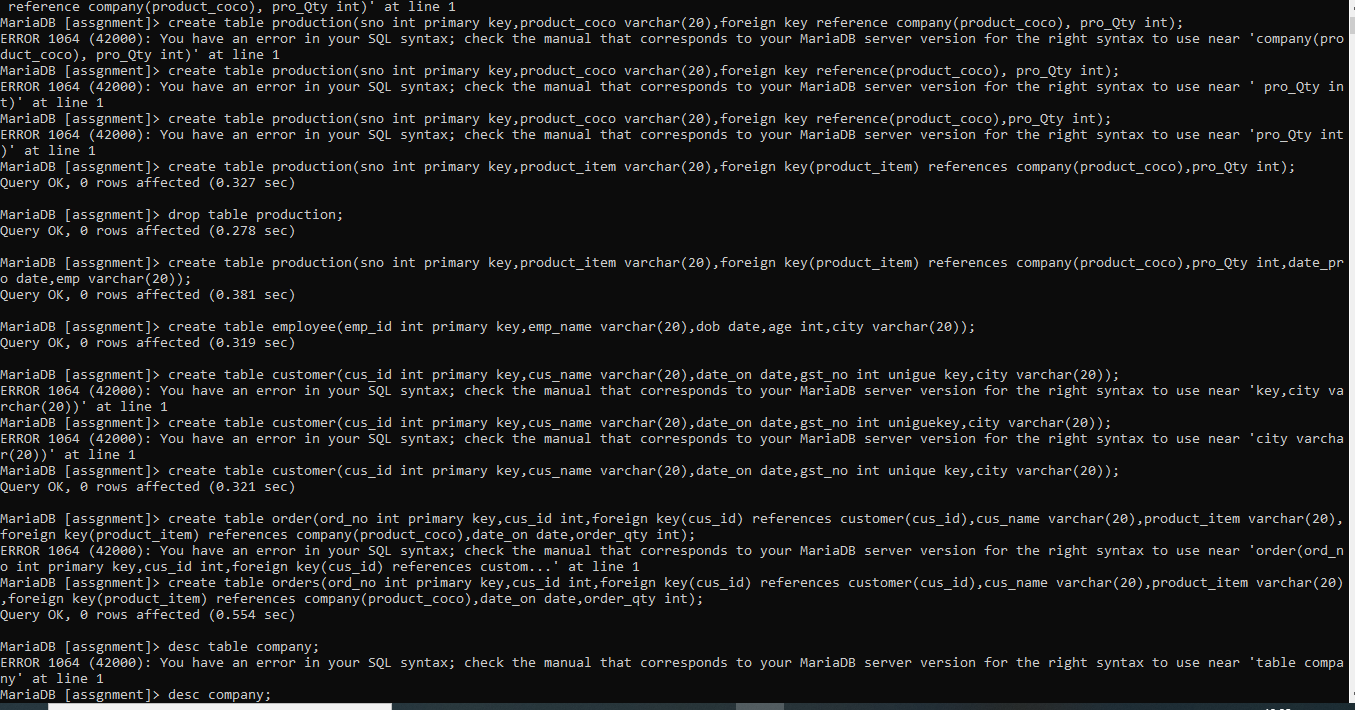 reference company(product_coco), pro_Qty int)' at line 1
MariaDB [assgnment]> create table production(sno int primary key,product_coco varchar(20),foreign key reference company(product_coco), pro_Qty int);
ERROR 1064 (42000): You have an error in your SQL syntax; check the manual that corresponds to your MariaDB server version for the right syntax to use near 'company(pro
duct_coco), pro_Qty int)' at line 1
MariaDB [assgnment]> create table production(sno int primary key,product_coco varchar(20),foreign key reference(product_coco), pro_Qty int);
ERROR 1064 (42000): You have an error in your SQL syntax; check the manual that corresponds to your MariaDB server version for the right syntax to use near ' pro_Qty in
t)' at line 1
MariaDB [assgnment]> create table production(sno int primary key,product_coco varchar(20),foreign key reference(product_coco),pro_Qty int);
ERROR 1064 (42000): You have an error in your SQL syntax; check the manual that corresponds to your MariaDB server version for the right syntax to use near 'pro_Qty int
)' at line 1
MariaDB [assgnment]> create table production(sno int primary key,product_item varchar(20),foreign key(product_item) references company(product_coco),pro_Qty int);
Query OK, 0 rows affected (0.327 sec)

MariaDB [assgnment]> drop table production;
Query OK, 0 rows affected (0.278 sec)

MariaDB [assgnment]> create table production(sno int primary key,product_item varchar(20),foreign key(product_item) references company(product_coco),pro_Qty int,date_pr
o date,emp varchar(20));
Query OK, 0 rows affected (0.381 sec)

MariaDB [assgnment]> create table employee(emp_id int primary key,emp_name varchar(20),dob date,age int,city varchar(20));
Query OK, 0 rows affected (0.319 sec)

MariaDB [assgnment]> create table customer(cus_id int primary key,cus_name varchar(20),date_on date,gst_no int unigue key,city varchar(20));
ERROR 1064 (42000): You have an error in your SQL syntax; check the manual that corresponds to your MariaDB server version for the right syntax to use near 'key,city va
rchar(20))' at line 1
MariaDB [assgnment]> create table customer(cus_id int primary key,cus_name varchar(20),date_on date,gst_no int uniguekey,city varchar(20));
ERROR 1064 (42000): You have an error in your SQL syntax; check the manual that corresponds to your MariaDB server version for the right syntax to use near 'city varcha
r(20))' at line 1
MariaDB [assgnment]> create table customer(cus_id int primary key,cus_name varchar(20),date_on date,gst_no int unique key,city varchar(20));
Query OK, 0 rows affected (0.321 sec)

MariaDB [assgnment]> create table order(ord_no int primary key,cus_id int,foreign key(cus_id) references customer(cus_id),cus_name varchar(20),product_item varchar(20),
foreign key(product_item) references company(product_coco),date_on date,order_qty int);
ERROR 1064 (42000): You have an error in your SQL syntax; check the manual that corresponds to your MariaDB server version for the right syntax to use near 'order(ord_n
o int primary key,cus_id int,foreign key(cus_id) references custom...' at line 1
MariaDB [assgnment]> create table orders(ord_no int primary key,cus_id int,foreign key(cus_id) references customer(cus_id),cus_name varchar(20),product_item varchar(20)
,foreign key(product_item) references company(product_coco),date_on date,order_qty int);
Query OK, 0 rows affected (0.554 sec)

MariaDB [assgnment]> desc table company;
ERROR 1064 (42000): You have an error in your SQL syntax; check the manual that corresponds to your MariaDB server version for the right syntax to use near 'table compa
ny' at line 1
MariaDB [assgnment]> desc company;